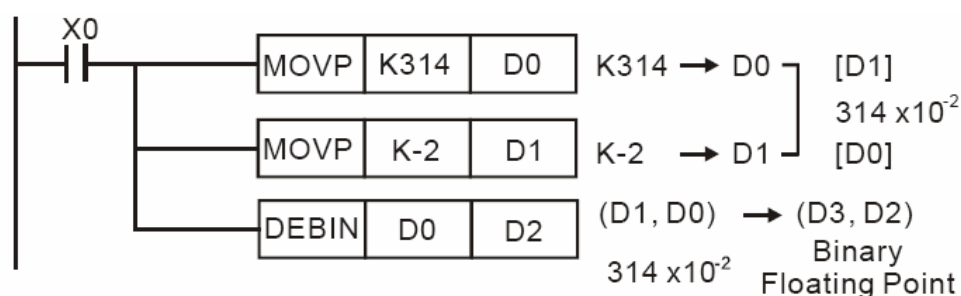 X0
MOVP K314 D0 K314 → D0 [D1]
314 x10⁻²
MOVP K-2 D1 K-2 → D1 [D0]
DEBIN D0 D2 (D1, D0) → (D3, D2)
314 x10⁻² Binary
Floating Point